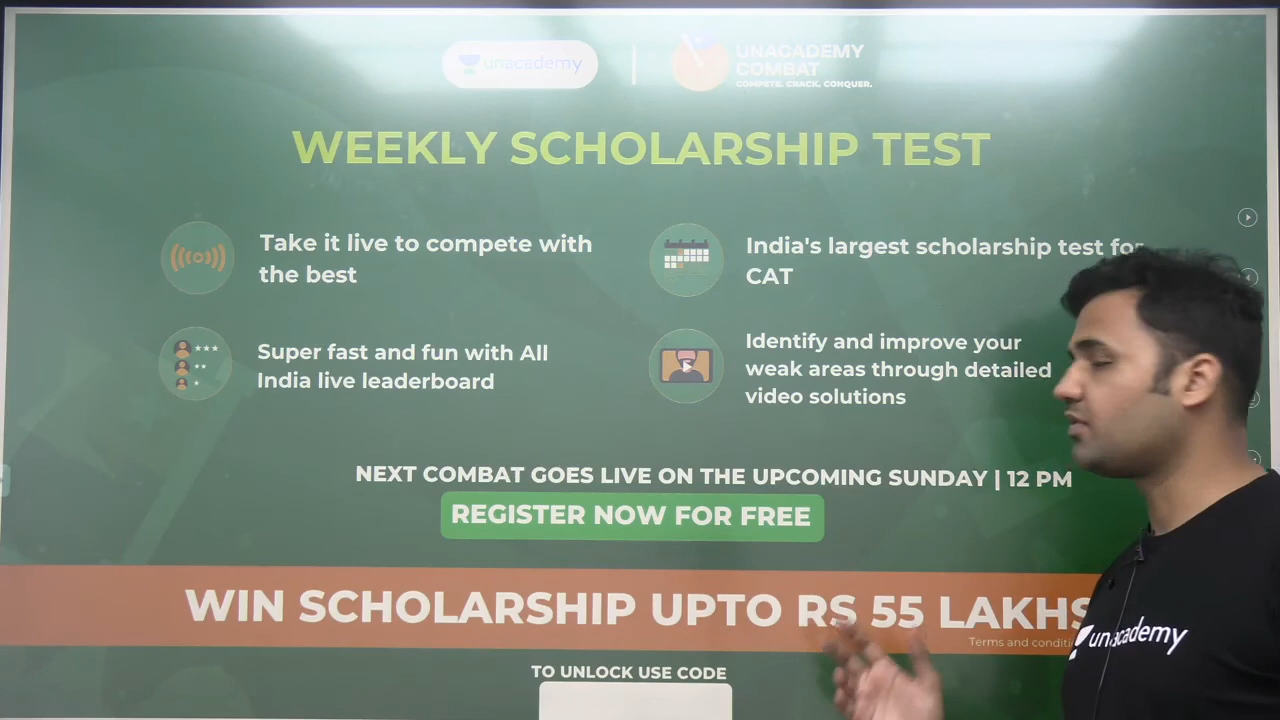 unacademy
UNACADEMY
COMBAT
COMPETE. CRACK. CONQUER.
WEEKLY SCHOLARSHIP TEST
Take it live to compete with
the best
India's largest scholarship test for
CAT
Super fast and fun with All
India live leaderboard
Identify and improve your
weak areas through detailed
video solutions
NEXT COMBAT GOES LIVE ON THE UPCOMING SUNDAY | 12 PM
REGISTER NOW FOR FREE
WIN SCHOLARSHIP UPTO RS 55 LAKHS
Terms and
TO UNLOCK USE CODE
unacademy